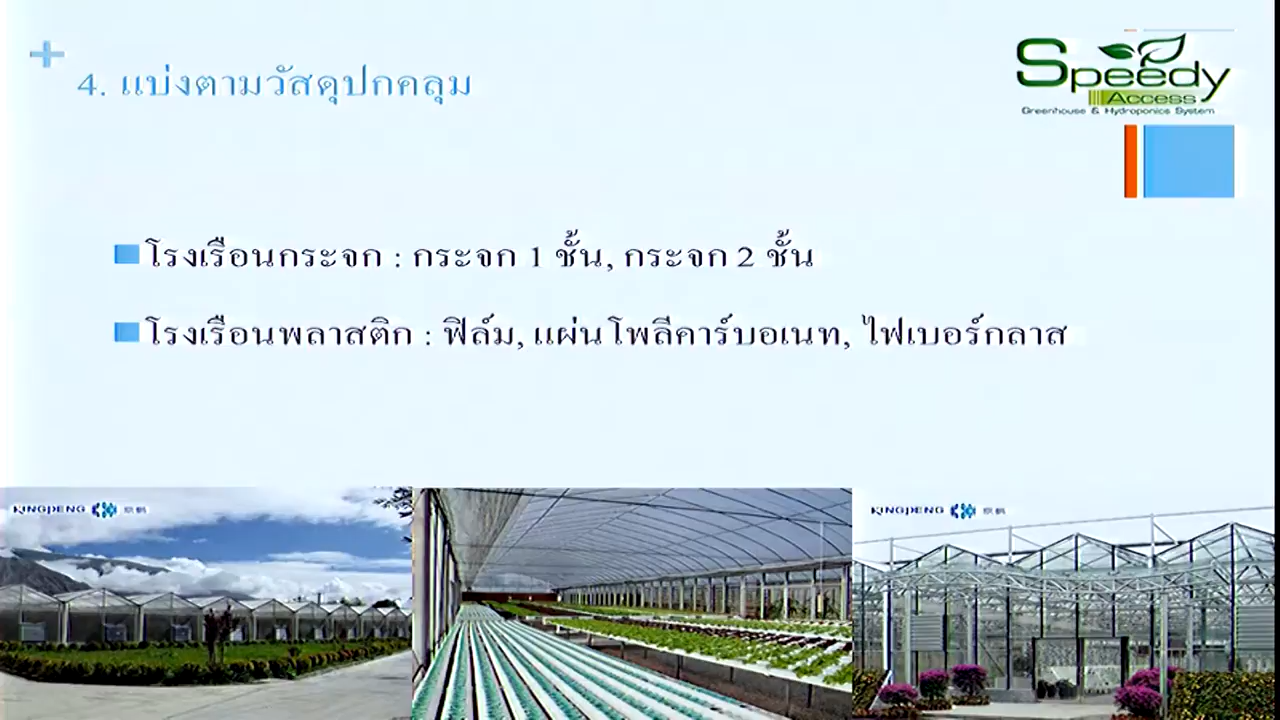 4. แบ่งตามวัสดุปกคลุม
Speedy
Access
Greenhouse & Hydroponics System
โรงเรือนกระจก : กระจก 1 ชั้น, กระจก 2 ชั้น
โรงเรือนพลาสติก : ฟิล์ม, แผ่นโพลีคาร์บอเนท, ไฟเบอร์กลาส
KINGPENG 京鹏
KINGPENG 京鹏